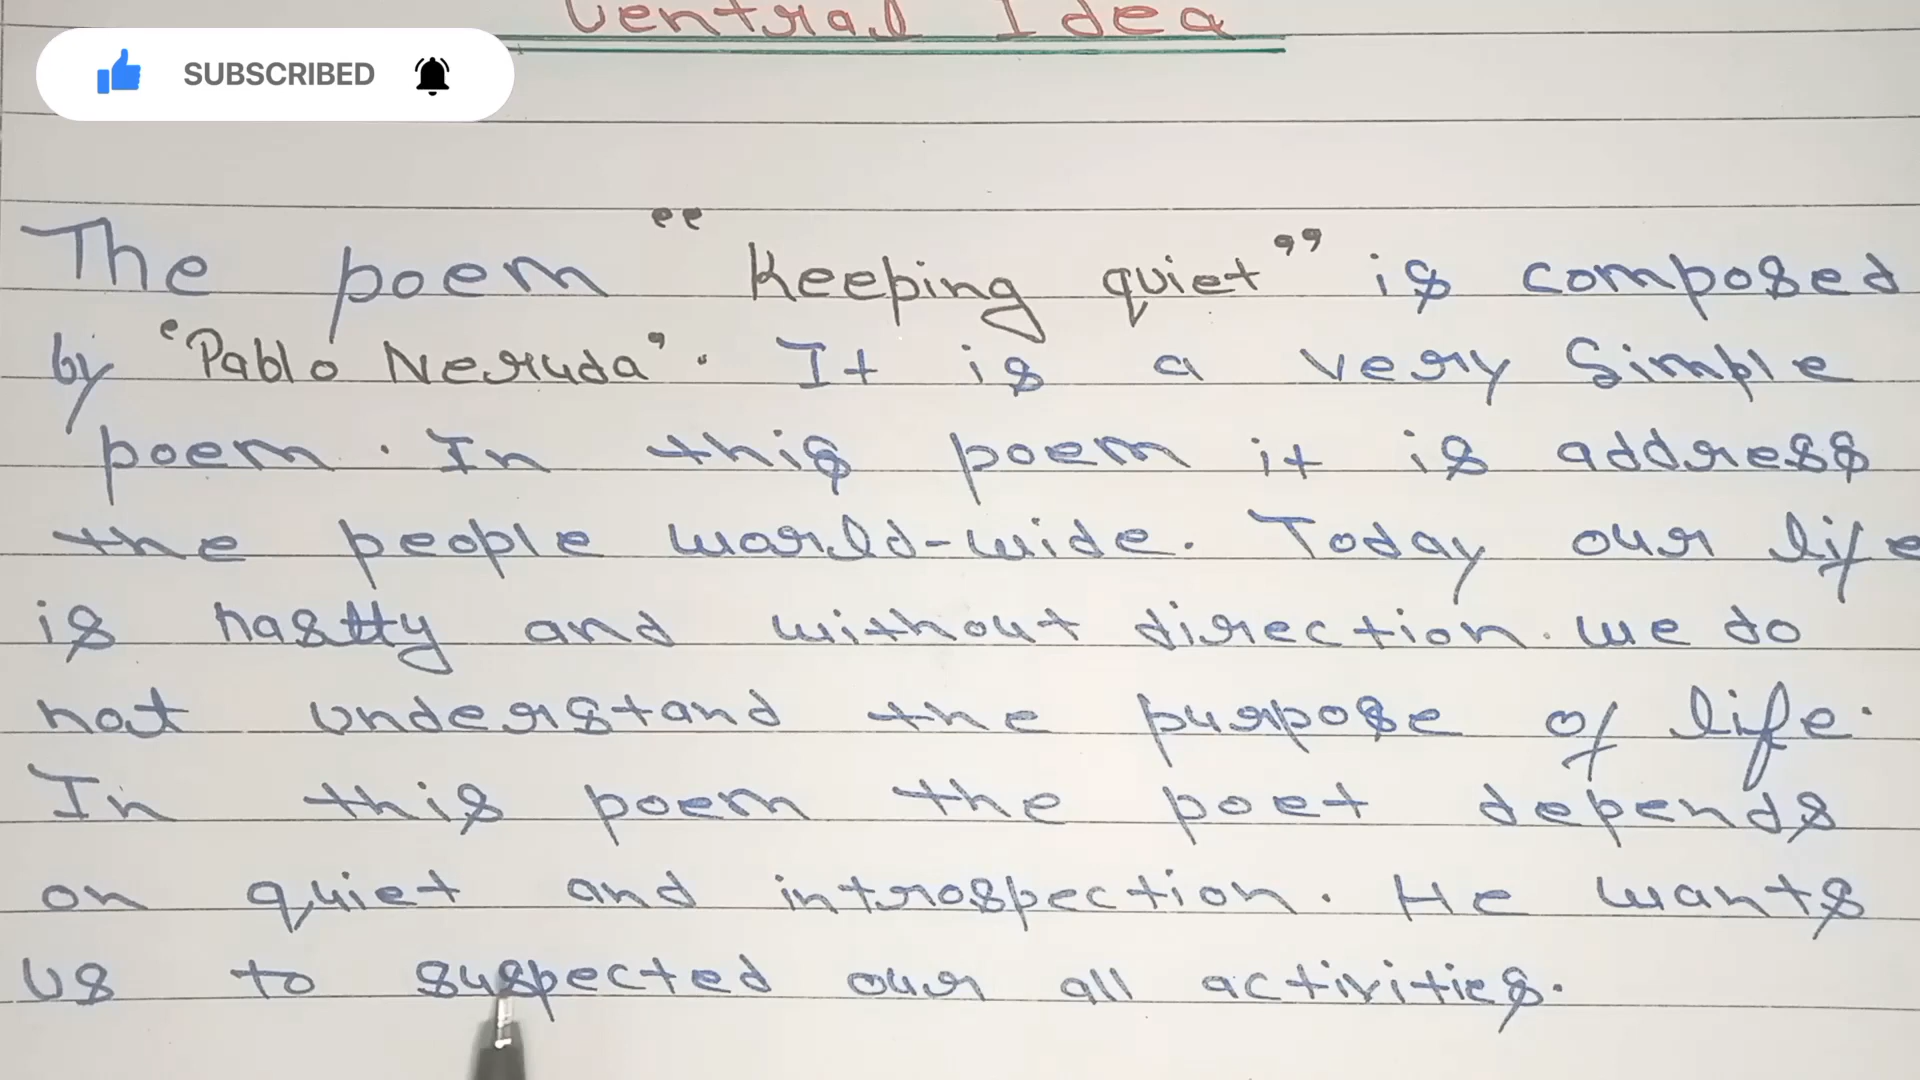 Central Idea
SUBSCRIBED
The poem "Keeping quiet" is composed
by 'Pablo Neruda'. It is a very Simple
poem. In this poem it is address
the people world-wide. Today our life
is hastty and without direction. we do
not understand the purpose of life.
In this poem the poet depends
on quiet and introspection. He wants
us to suspected our all activities.